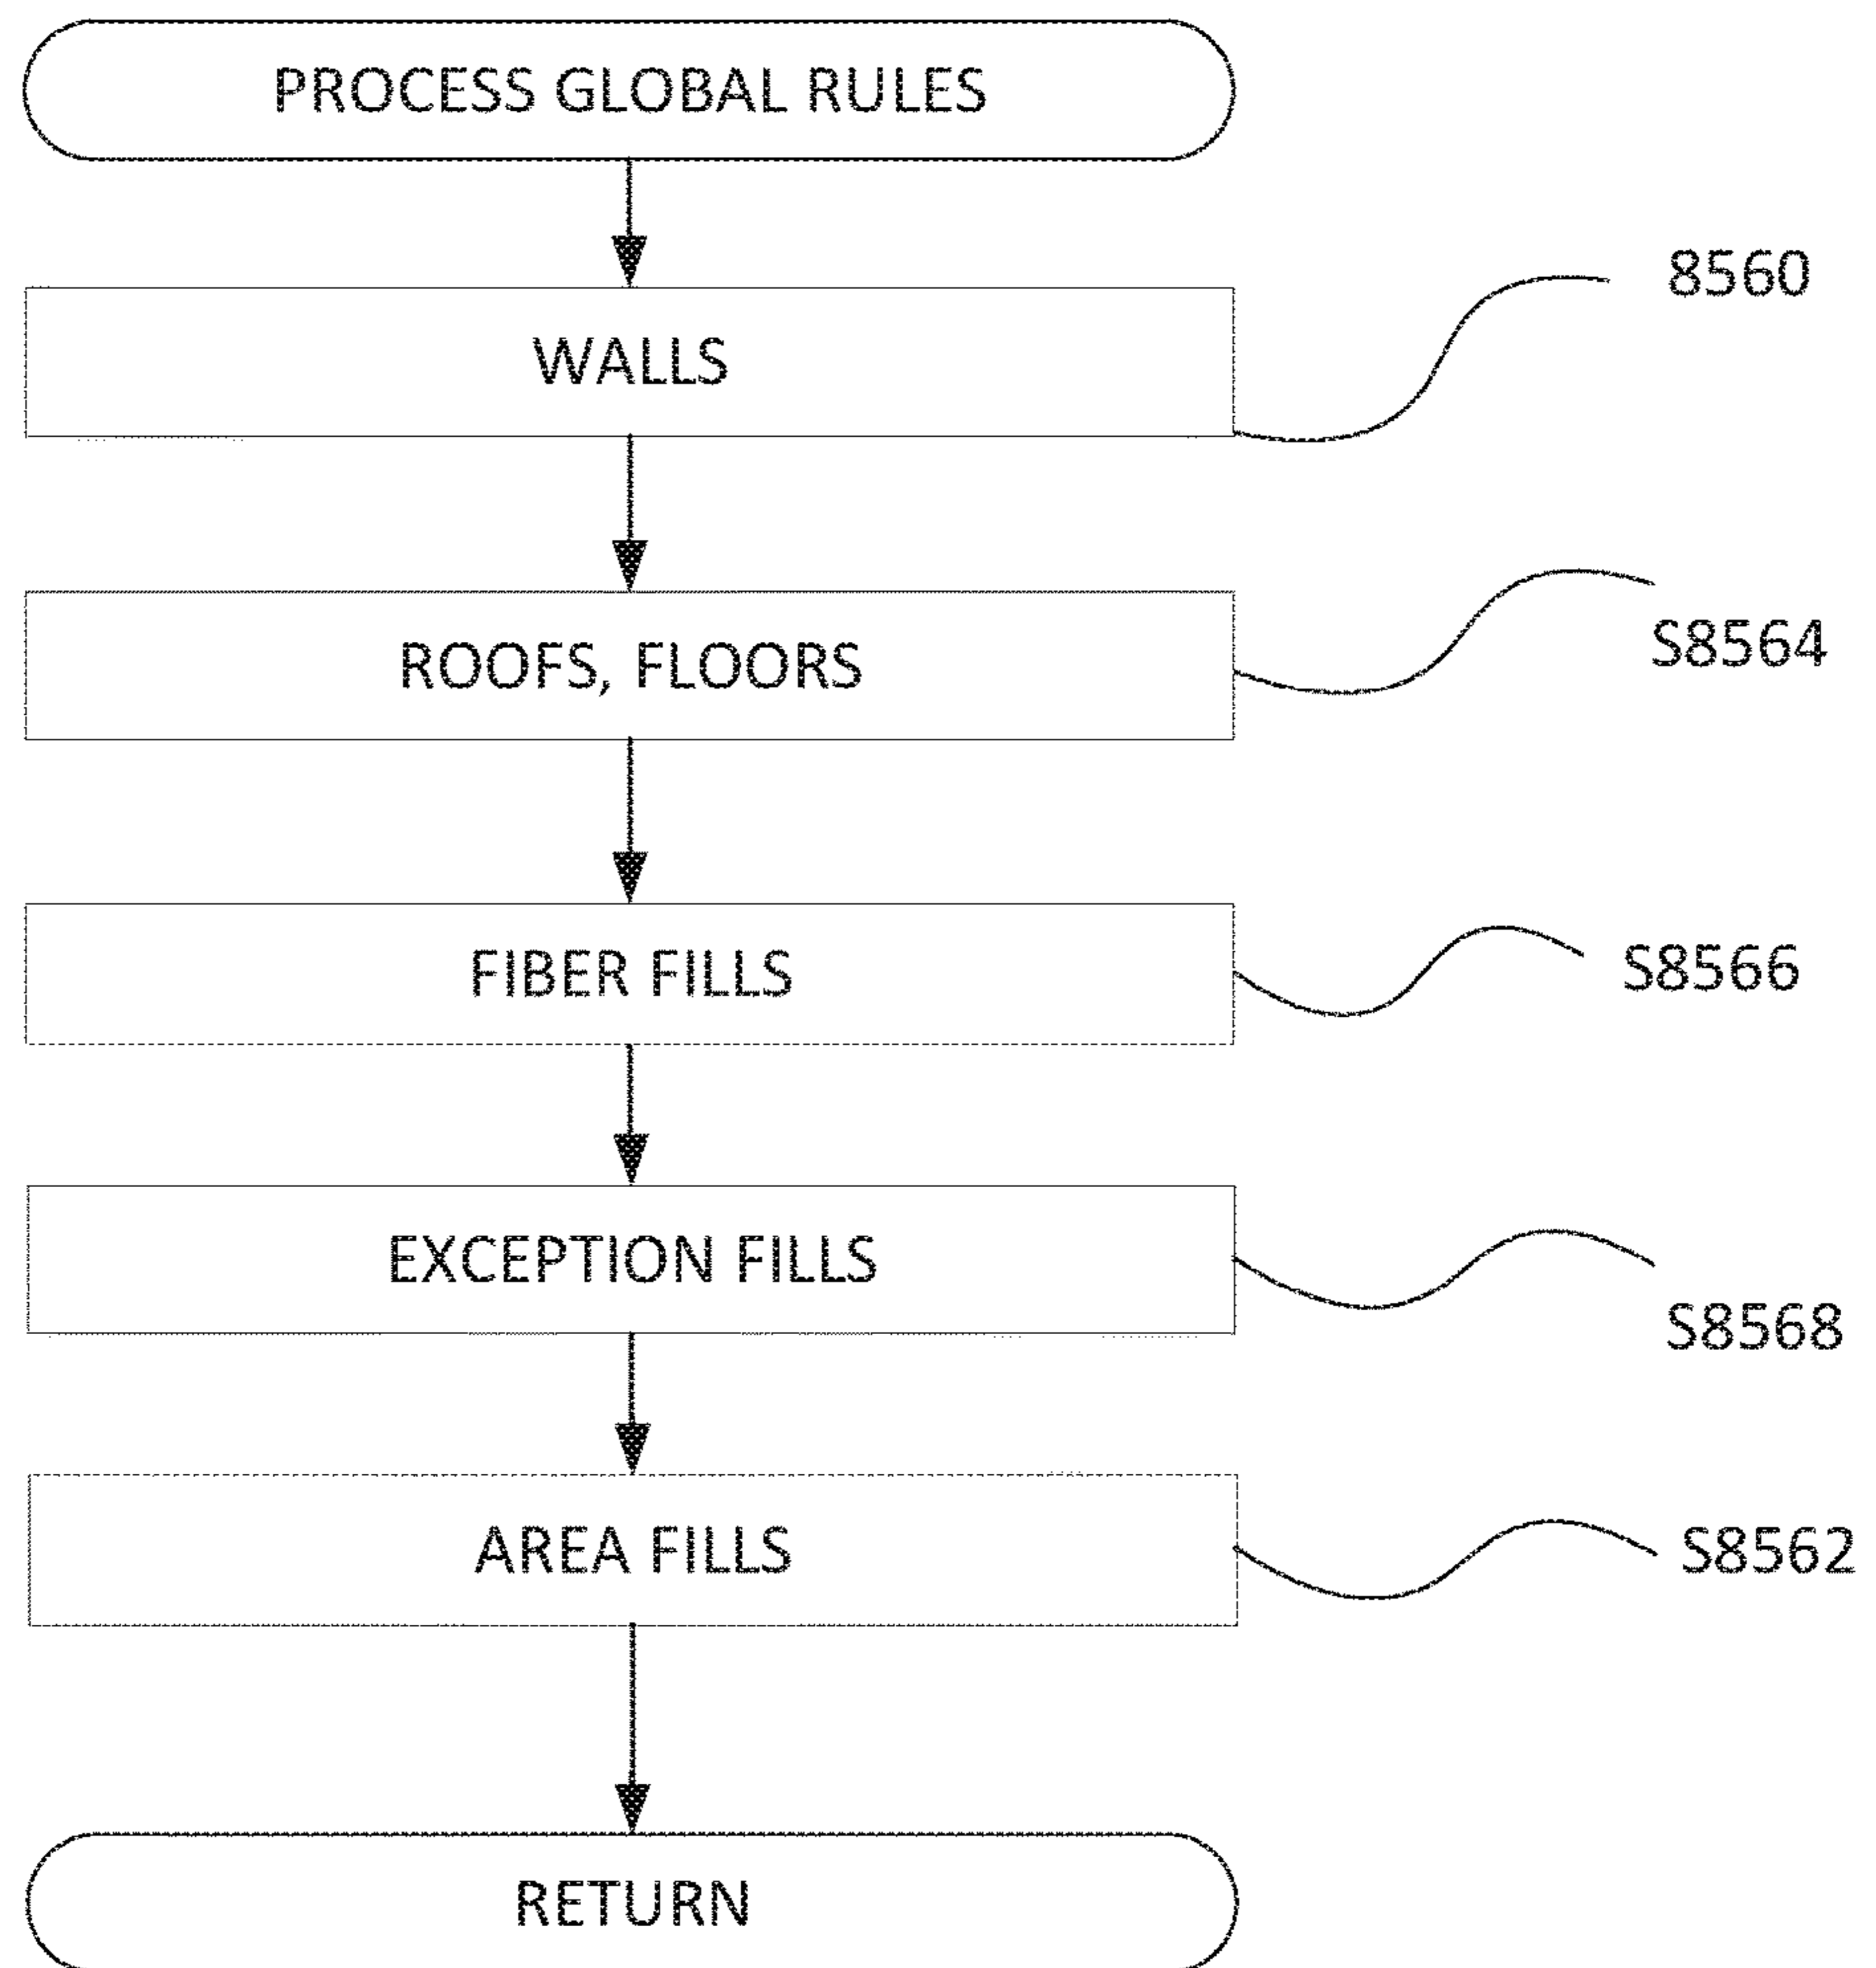 PROCESS GLOBAL RULES
8560
WALLS
S8564
ROOFS, FLOORS
S8566
FIBER FILLS
EXCEPTION FILLS
S8568
AREA FILLS
S8562
RETURN